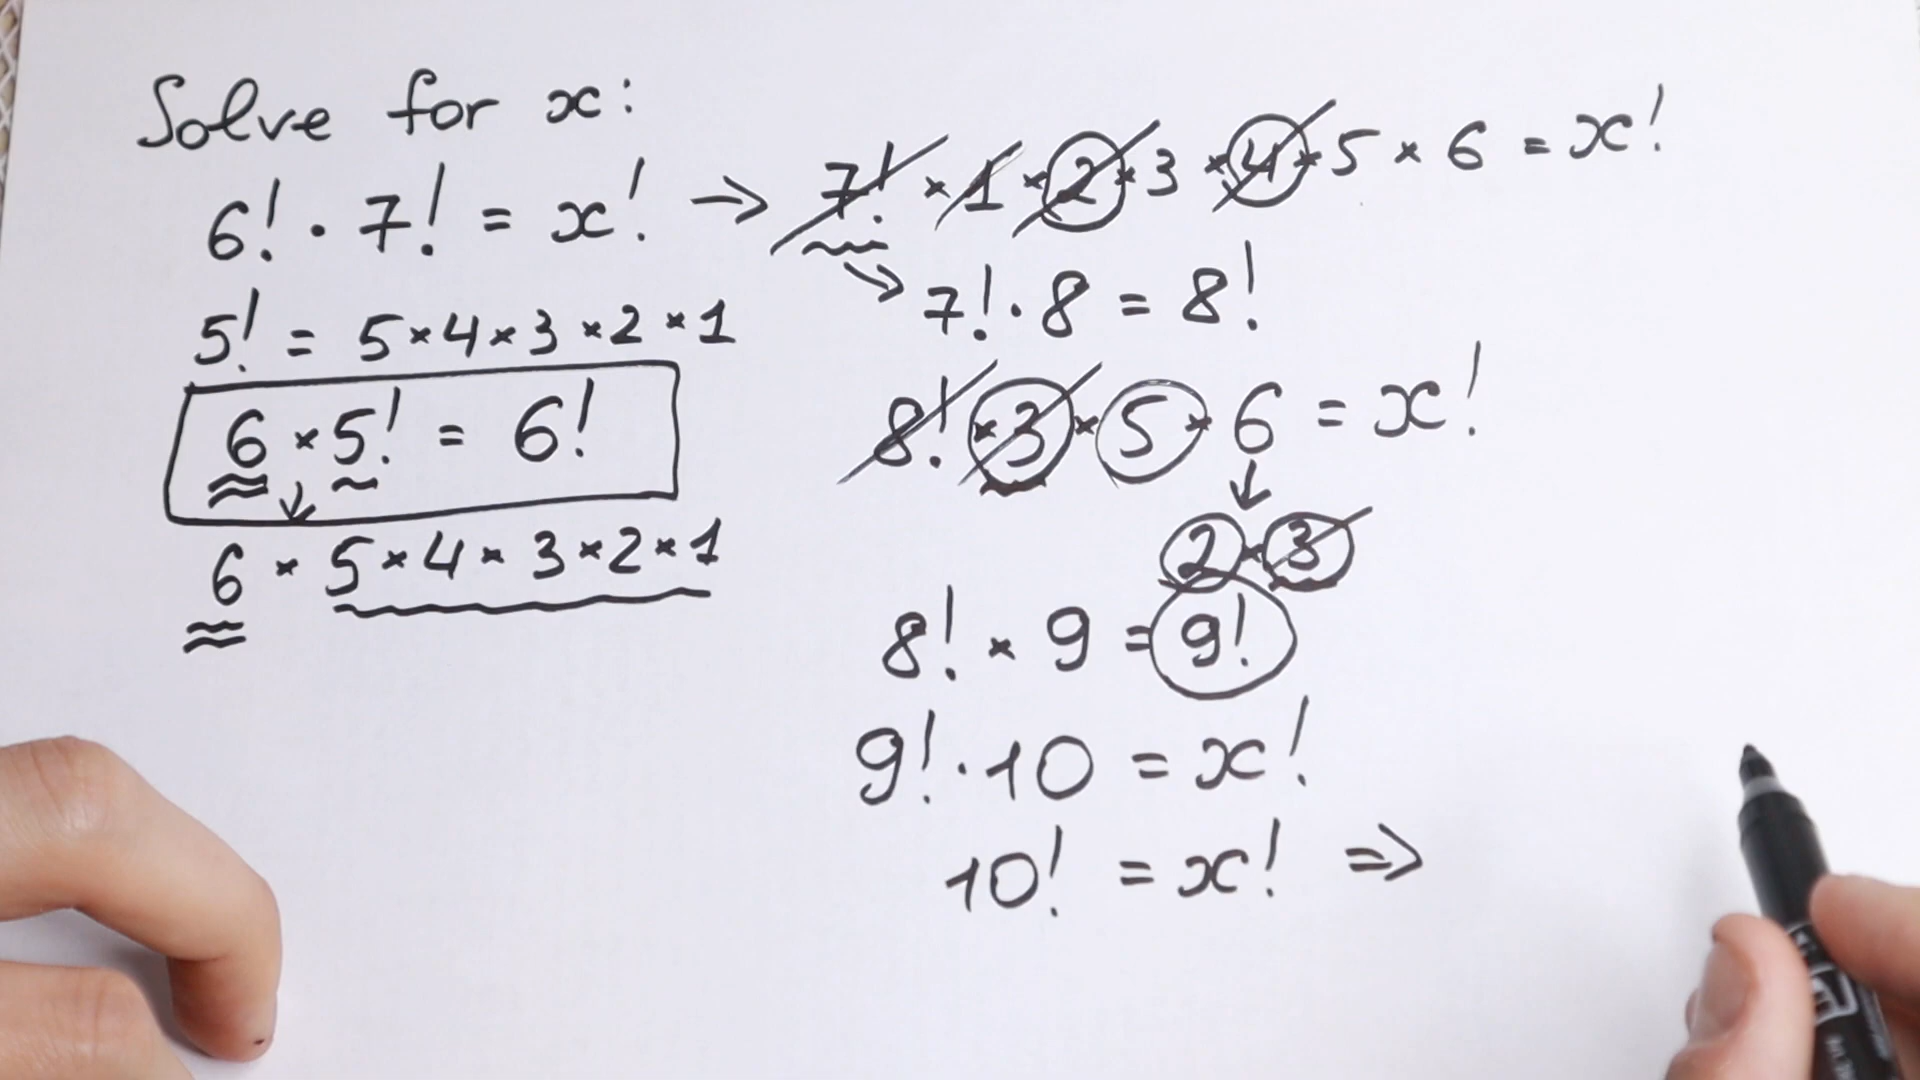 Solve for x:
6! · 7! = x! →
5! = 5×4×3×2×1
6 × 5! = 6!
6 × 5×4×3×2×1
7! ×1×2×3×4×5×6 = x!
→ 7! · 8 = 8!
8! ×3×5×6 = x!
2×3
8! × 9 = 9!
9! · 10 = x!
10! = x! ⇒